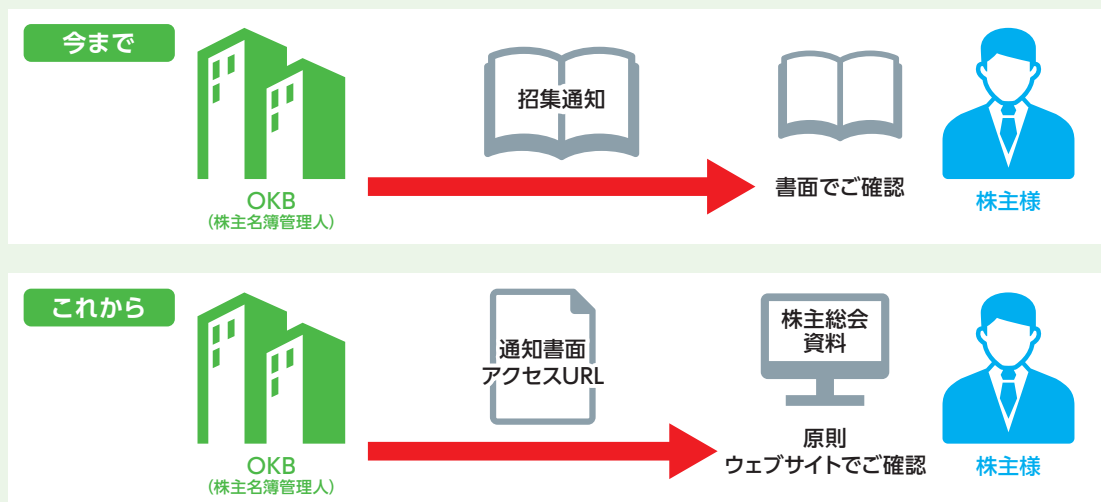 今まで
招集通知
書面でご確認
OKB
(株主名簿管理人)
株主様
これから
通知書面
アクセスURL
株主総会
資料
原則
ウェブサイトでご確認
OKB
(株主名簿管理人)
株主様